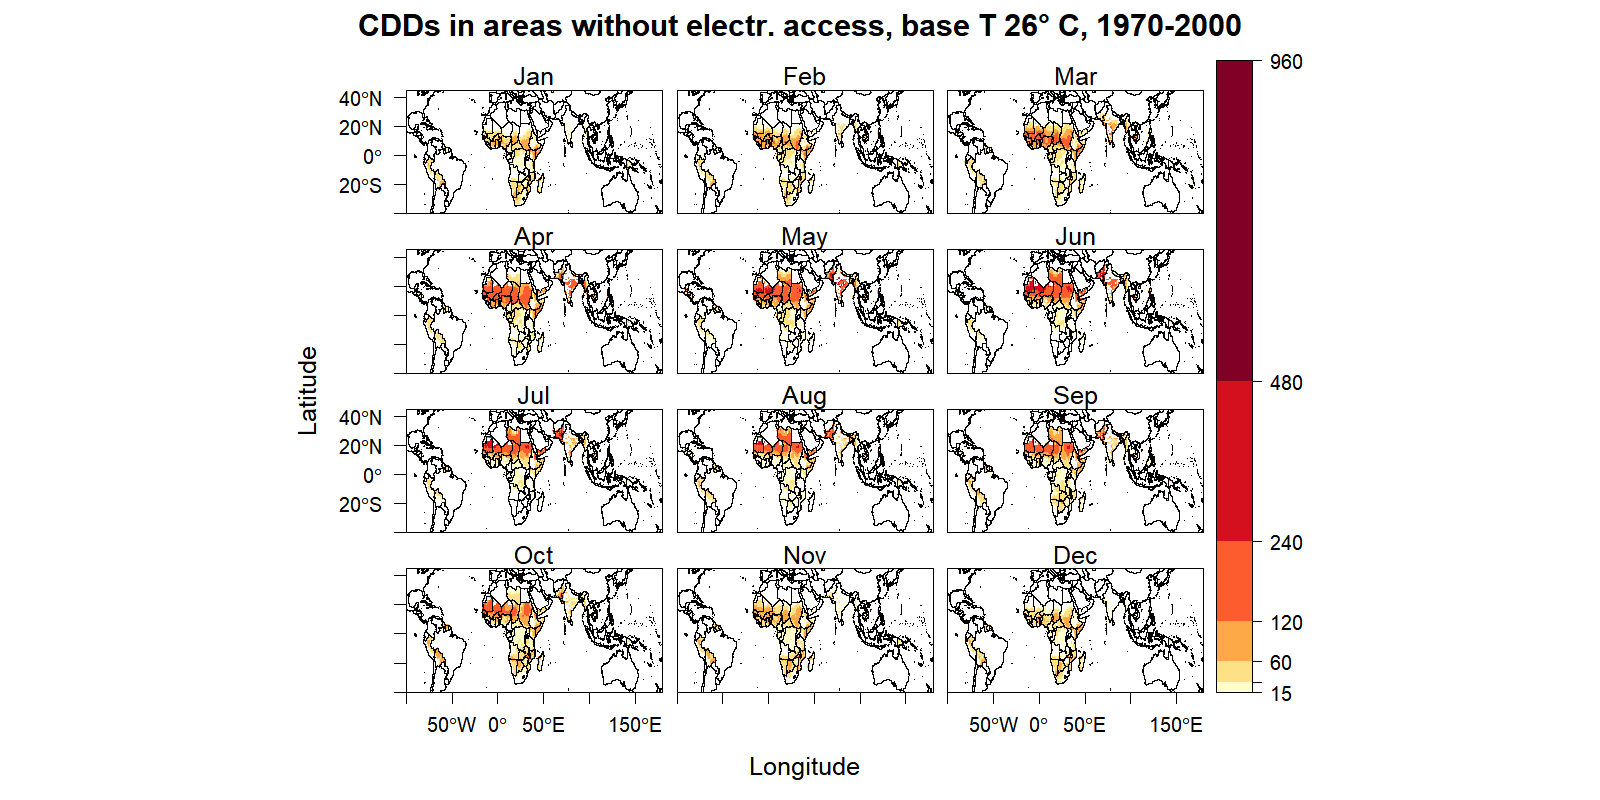 CDDs in areas without electr. access, base T 26° C, 1970-2000
Jan
Feb
Mar
40°N
20°N
0°
20°S
Apr
May
Jun
Jul
Aug
Sep
40°N
20°N
0°
20°S
Oct
Nov
Dec
50°W 0° 50°E 150°E
50°W 0° 50°E 150°E
Latitude
Longitude
960
480
240
120
60
15